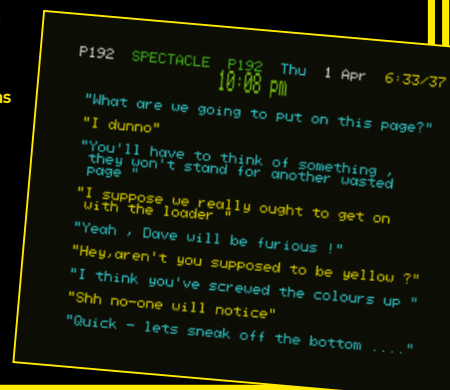 ns
P192 SPECTACLE P192 Thu 1 Apr 6:33/37
10:08 pm
"What are we going to put on this page?"
"I dunno"
"You'll have to think of something ,
they won't stand for another wasted
page "
"I suppose we really ought to get on
with the loader "
"Yeah , Dave will be furious !"
"Hey,aren't you supposed to be yellow ?"
"I think you've screwed the colours up "
"Shh no-one will notice"
"Quick – lets sneak off the bottom ...."